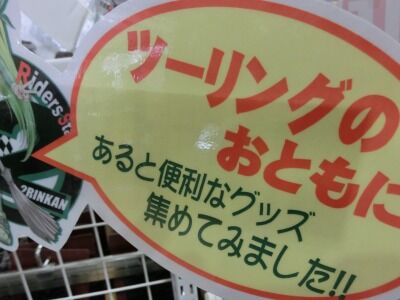 ツーリングの
おともに
あると便利なグッズ
集めてみました!!
Riders St
2RINKAN